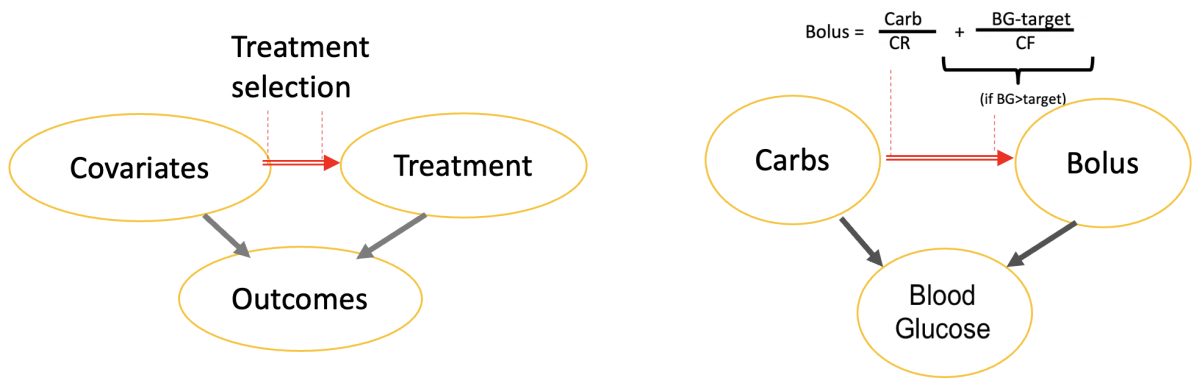 Treatment
selection
Covariates
Treatment
Outcomes
Bolus = Carb / CR + BG-target / CF
(if BG>target)
Carbs
Bolus
Blood
Glucose